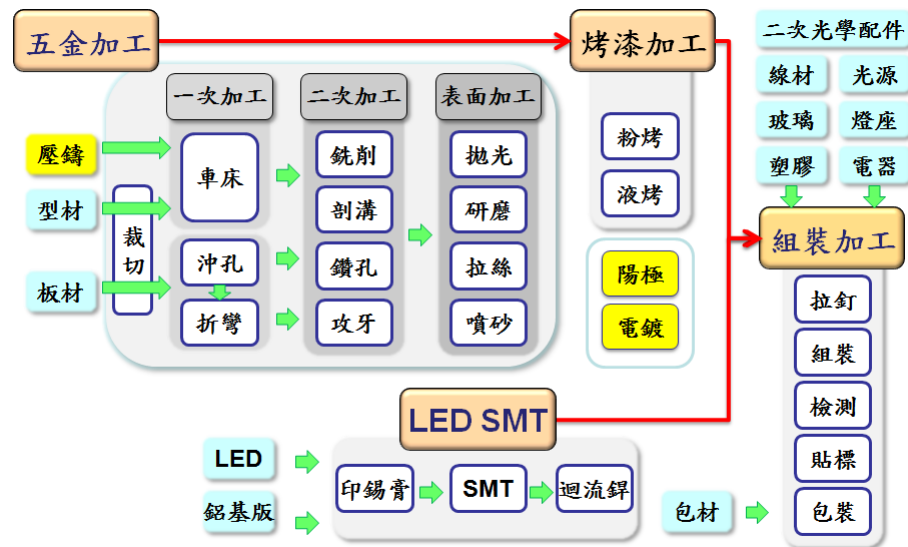 五金加工
烤漆加工
二次光學配件
一次加工
二次加工
表面加工
線材
光源
壓鑄
車床
銑削
拋光
粉烤
玻璃
燈座
型材
裁切
剖溝
研磨
液烤
塑膠
電器
組裝加工
板材
沖孔
鑽孔
拉絲
陽極
折彎
攻牙
噴砂
電鍍
拉釘
組裝
LED SMT
檢測
LED
印錫膏
SMT
迴流銲
貼標
鋁基版
包材
包裝